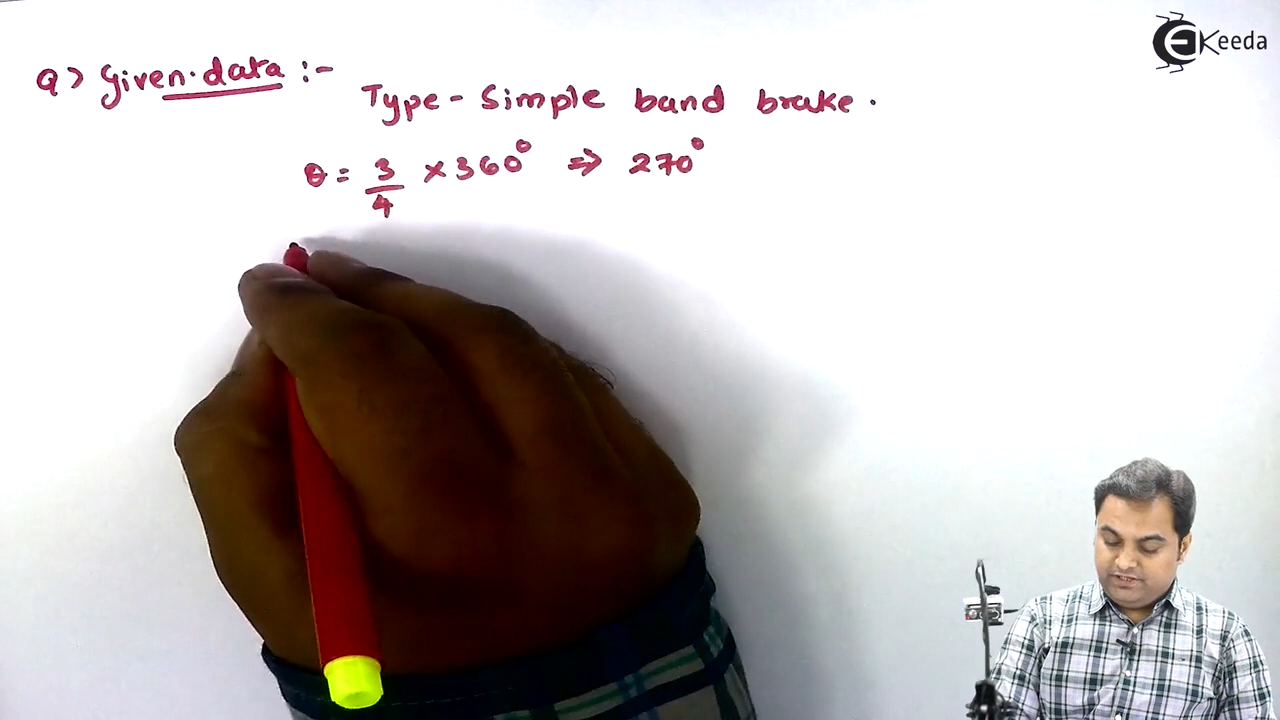 Q) Given data :-
Type - Simple band brake.
θ = 3/4 × 360° ⇒ 270°
EKeeda